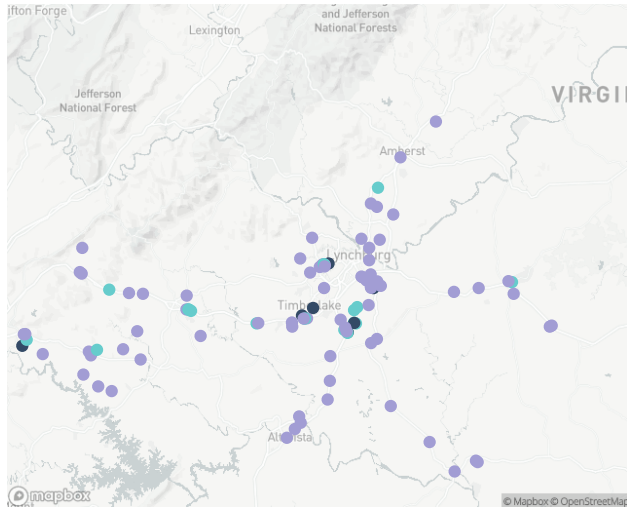 ifton Forge
and Jefferson
National Forests
Lexington
Jefferson
National Forest
VIRGI
Amherst
Lynchburg
Timberlake
Altavista
mapbox
© Mapbox © OpenStreetMap